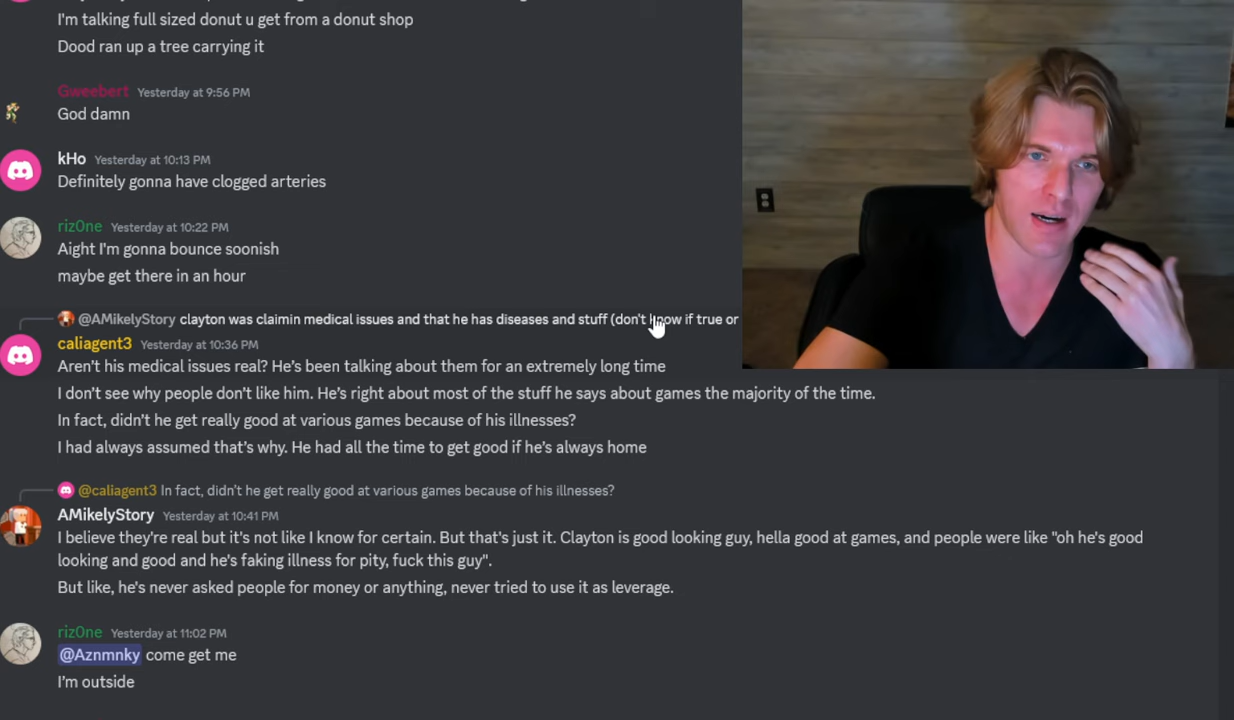 I'm talking full sized donut u get from a donut shop
Dood ran up a tree carrying it
Gweebert Yesterday at 9:56 PM
God damn
kHo Yesterday at 10:13 PM
Definitely gonna have clogged arteries
riz0ne Yesterday at 10:22 PM
Aight I'm gonna bounce soonish
maybe get there in an hour
@AMikelyStory clayton was claimin medical issues and that he has diseases and stuff (don't know if true or
caliagent3 Yesterday at 10:36 PM
Aren't his medical issues real? He's been talking about them for an extremely long time
I don't see why people don't like him. He's right about most of the stuff he says about games the majority of the time.
In fact, didn't he get really good at various games because of his illnesses?
I had always assumed that's why. He had all the time to get good if he's always home
@caliagent3 In fact, didn't he get really good at various games because of his illnesses?
AMikelyStory Yesterday at 10:41 PM
I believe they're real but it's not like I know for certain. But that's just it. Clayton is good looking guy, hella good at games, and people were like "oh he's good
looking and good and he's faking illness for pity, fuck this guy".
But like, he's never asked people for money or anything, never tried to use it as leverage.
riz0ne Yesterday at 11:02 PM
@Aznmnky come get me
I'm outside